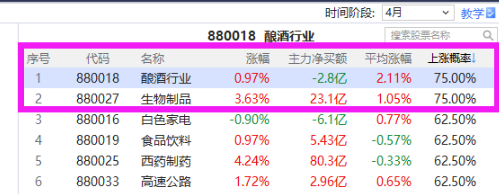 时间阶段: 4月 教学
880018 酿酒行业 搜索股票名称
序号 代码 名称 涨幅 主力净买额 平均涨幅 上涨概率↓
1 880018 酿酒行业 0.97% -2.8亿 2.11% 75.00%
2 880027 生物制品 3.63% 23.1亿 1.05% 75.00%
3 880016 白色家电 -0.90% -6.1亿 0.77% 62.50%
4 880019 食品饮料 0.97% 5.43亿 -0.57% 62.50%
5 880025 西药制药 4.24% 80.3亿 -0.33% 62.50%
6 880033 高速公路 1.72% 2.96亿 0.65% 62.50%